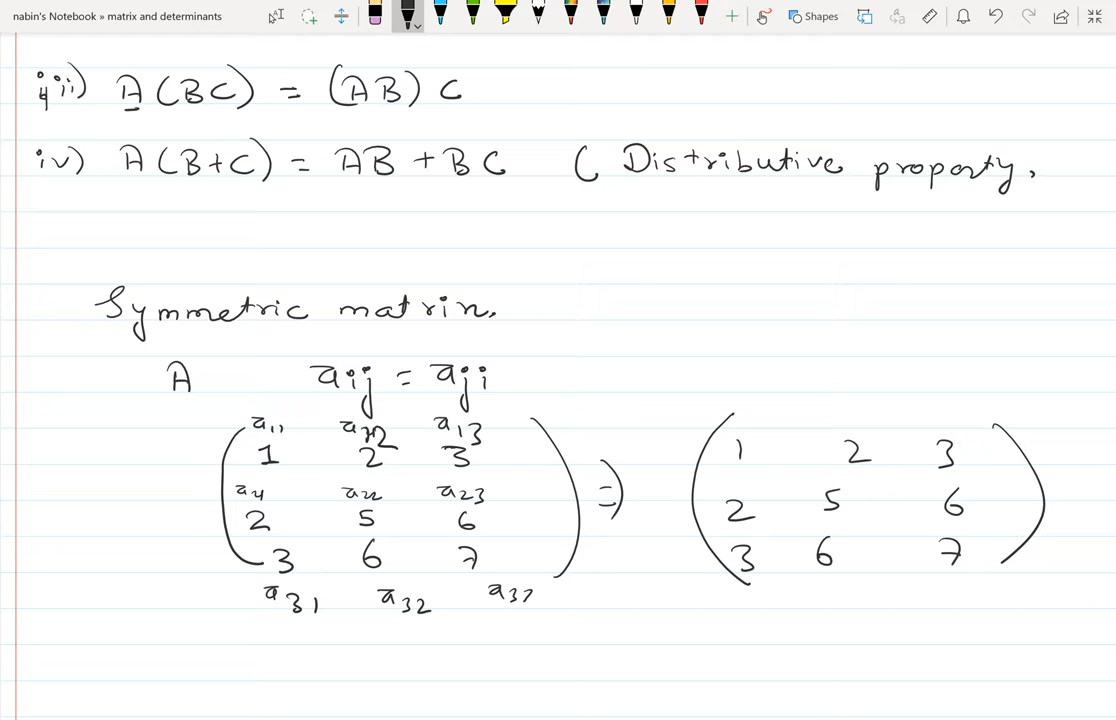 nabin's Notebook » matrix and determinants
Shapes
iii) A(BC) = (AB) C
iv) A(B+C) = AB + BC ( Distributive property,
Symmetric matrix.
A aij = aji
a11 a12 a13
1 2 3 ⇒ 1 2 3
a21 a22 a23
2 5 6 2 5 6
3 6 7 3 6 7
a31 a32 a33